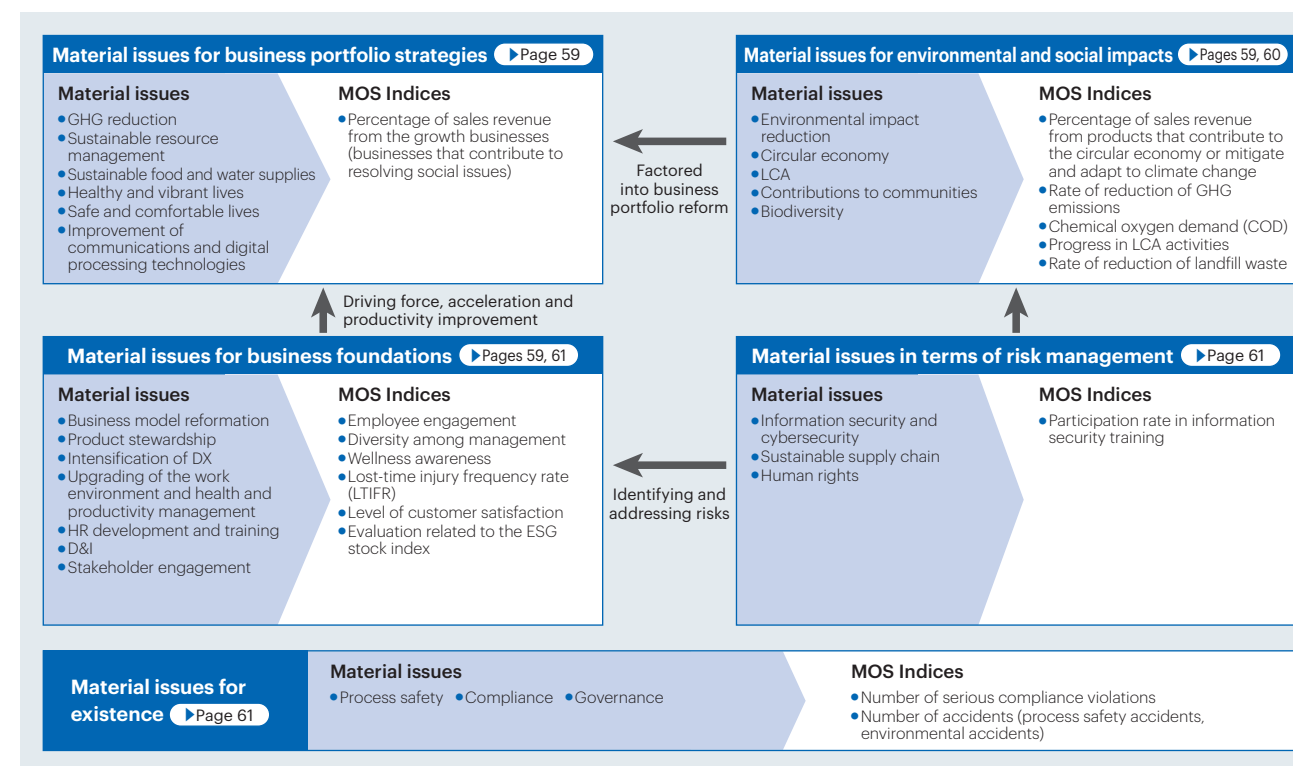 Material issues for business portfolio strategies ▶Page 59
Material issues
●GHG reduction
●Sustainable resource
management
●Sustainable food and water supplies
●Healthy and vibrant lives
●Safe and comfortable lives
●Improvement of
communications and digital
processing technologies
MOS Indices
●Percentage of sales revenue
from the growth businesses
(businesses that contribute to
resolving social issues)
Factored
into business
portfolio reform
Material issues for environmental and social impacts ▶Pages 59, 60
Material issues
●Environmental impact
reduction
●Circular economy
●LCA
●Contributions to communities
●Biodiversity
MOS Indices
●Percentage of sales revenue
from products that contribute to
the circular economy or mitigate
and adapt to climate change
●Rate of reduction of GHG
emissions
●Chemical oxygen demand (COD)
●Progress in LCA activities
●Rate of reduction of landfill waste
Driving force, acceleration and
productivity improvement
Material issues for business foundations ▶Pages 59, 61
Material issues
●Business model reformation
●Product stewardship
●Intensification of DX
●Upgrading of the work
environment and health and
productivity management
●HR development and training
●D&I
●Stakeholder engagement
MOS Indices
●Employee engagement
●Diversity among management
●Wellness awareness
●Lost-time injury frequency rate
(LTIFR)
●Level of customer satisfaction
●Evaluation related to the ESG
stock index
Identifying and
addressing risks
Material issues in terms of risk management ▶Page 61
Material issues
●Information security and
cybersecurity
●Sustainable supply chain
●Human rights
MOS Indices
●Participation rate in information
security training
Material issues for
existence ▶Page 61
Material issues
●Process safety ●Compliance ●Governance
MOS Indices
●Number of serious compliance violations
●Number of accidents (process safety accidents,
environmental accidents)